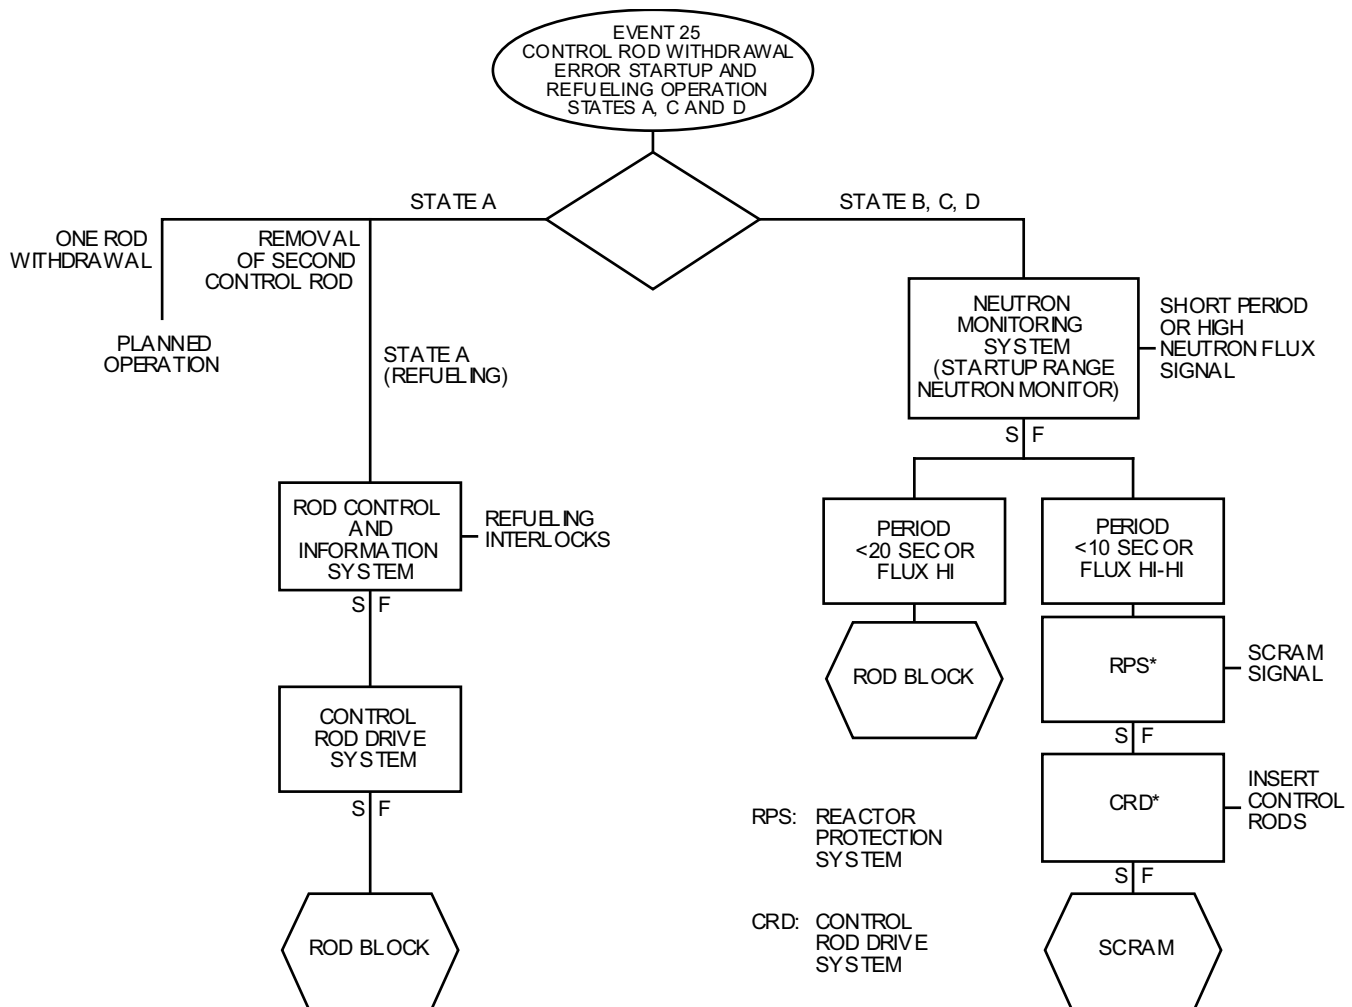 EVENT 25
CONTROL ROD WITHDRAWAL
ERROR STARTUP AND
REFUELING OPERATION
STATES A, C AND D
STATE A
STATE B, C, D
ONE ROD
WITHDRAWAL
REMOVAL
OF SECOND
CONTROL ROD
PLANNED
OPERATION
STATE A
(REFUELING)
NEUTRON
MONITORING
SYSTEM
(STARTUP RANGE
NEUTRON MONITOR)
SHORT PERIOD
OR HIGH
NEUTRON FLUX
SIGNAL
S F
ROD CONTROL
AND
INFORMATION
SYSTEM
REFUELING
INTERLOCKS
S F
PERIOD
<20 SEC OR
FLUX HI
PERIOD
<10 SEC OR
FLUX HI-HI
ROD BLOCK
RPS*
SCRAM
SIGNAL
S F
CONTROL
ROD DRIVE
SYSTEM
S F
CRD*
INSERT
CONTROL
RODS
S F
RPS: REACTOR
PROTECTION
SYSTEM
CRD: CONTROL
ROD DRIVE
SYSTEM
ROD BLOCK
SCRAM